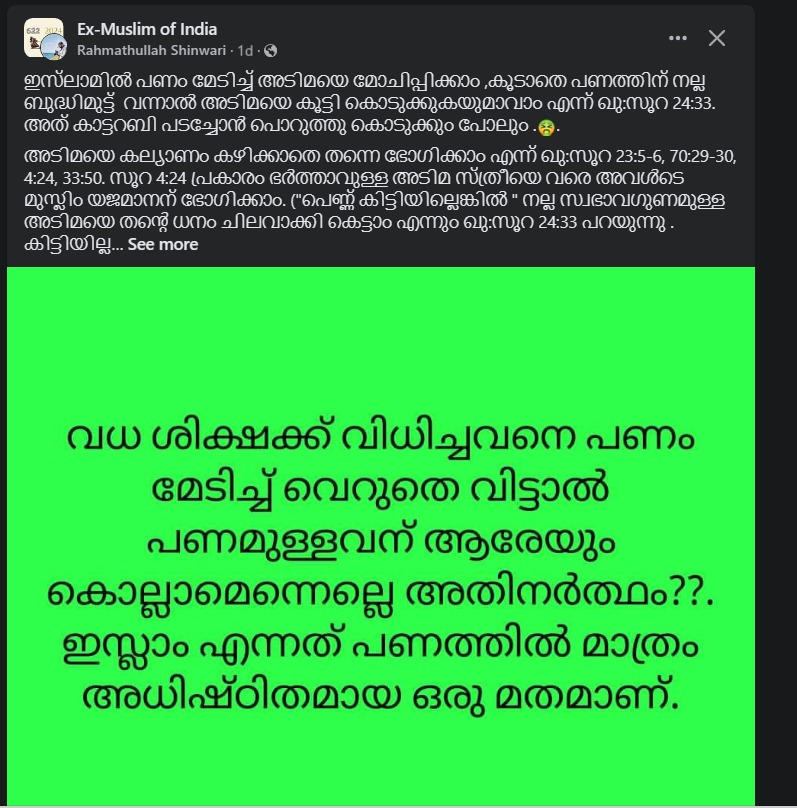 Ex-Muslim of India
Rahmathullah Shinwari · 1d ·
ഇസ്‌ലാമിൽ പണം മേടിച്ച് അടിമയെ മോചിപ്പിക്കാം ,കൂടാതെ പണത്തിന് നല്ല
ബുദ്ധിമുട്ട് വന്നാൽ അടിമയെ കൂട്ടി കൊടുക്കുകയുമാവാം എന്ന് ഖു:സൂറ 24:33.
അത് കാട്ടറബി പടച്ചോൻ പൊറുത്തു കൊടുക്കും പോലും .🤮.
അടിമയെ കല്യാണം കഴിക്കാതെ തന്നെ ഭോഗിക്കാം എന്ന് ഖു:സൂറ 23:5-6, 70:29-30,
4:24, 33:50. സൂറ 4:24 പ്രകാരം ഭർത്താവുള്ള അടിമ സ്ത്രീയെ വരെ അവൾടെ
മുസ്ലിം യജമാനന് ഭോഗിക്കാം. ("പെണ്ണ് കിട്ടിയില്ലെങ്കിൽ " നല്ല സ്വഭാവഗുണമുള്ള
അടിമയെ തന്റെ ധനം ചിലവാക്കി കെട്ടാം എന്നും ഖു:സൂറ 24:33 പറയുന്നു .
കിട്ടിയില്ല... See more
വധ ശിക്ഷക്ക് വിധിച്ചവനെ പണം
മേടിച്ച് വെറുതെ വിട്ടാൽ
പണമുള്ളവന് ആരേയും
കൊല്ലാമെന്നെല്ലെ അതിനർത്ഥം??.
ഇസ്ലാം എന്നത് പണത്തിൽ മാത്രം
അധിഷ്ഠിതമായ ഒരു മതമാണ്.